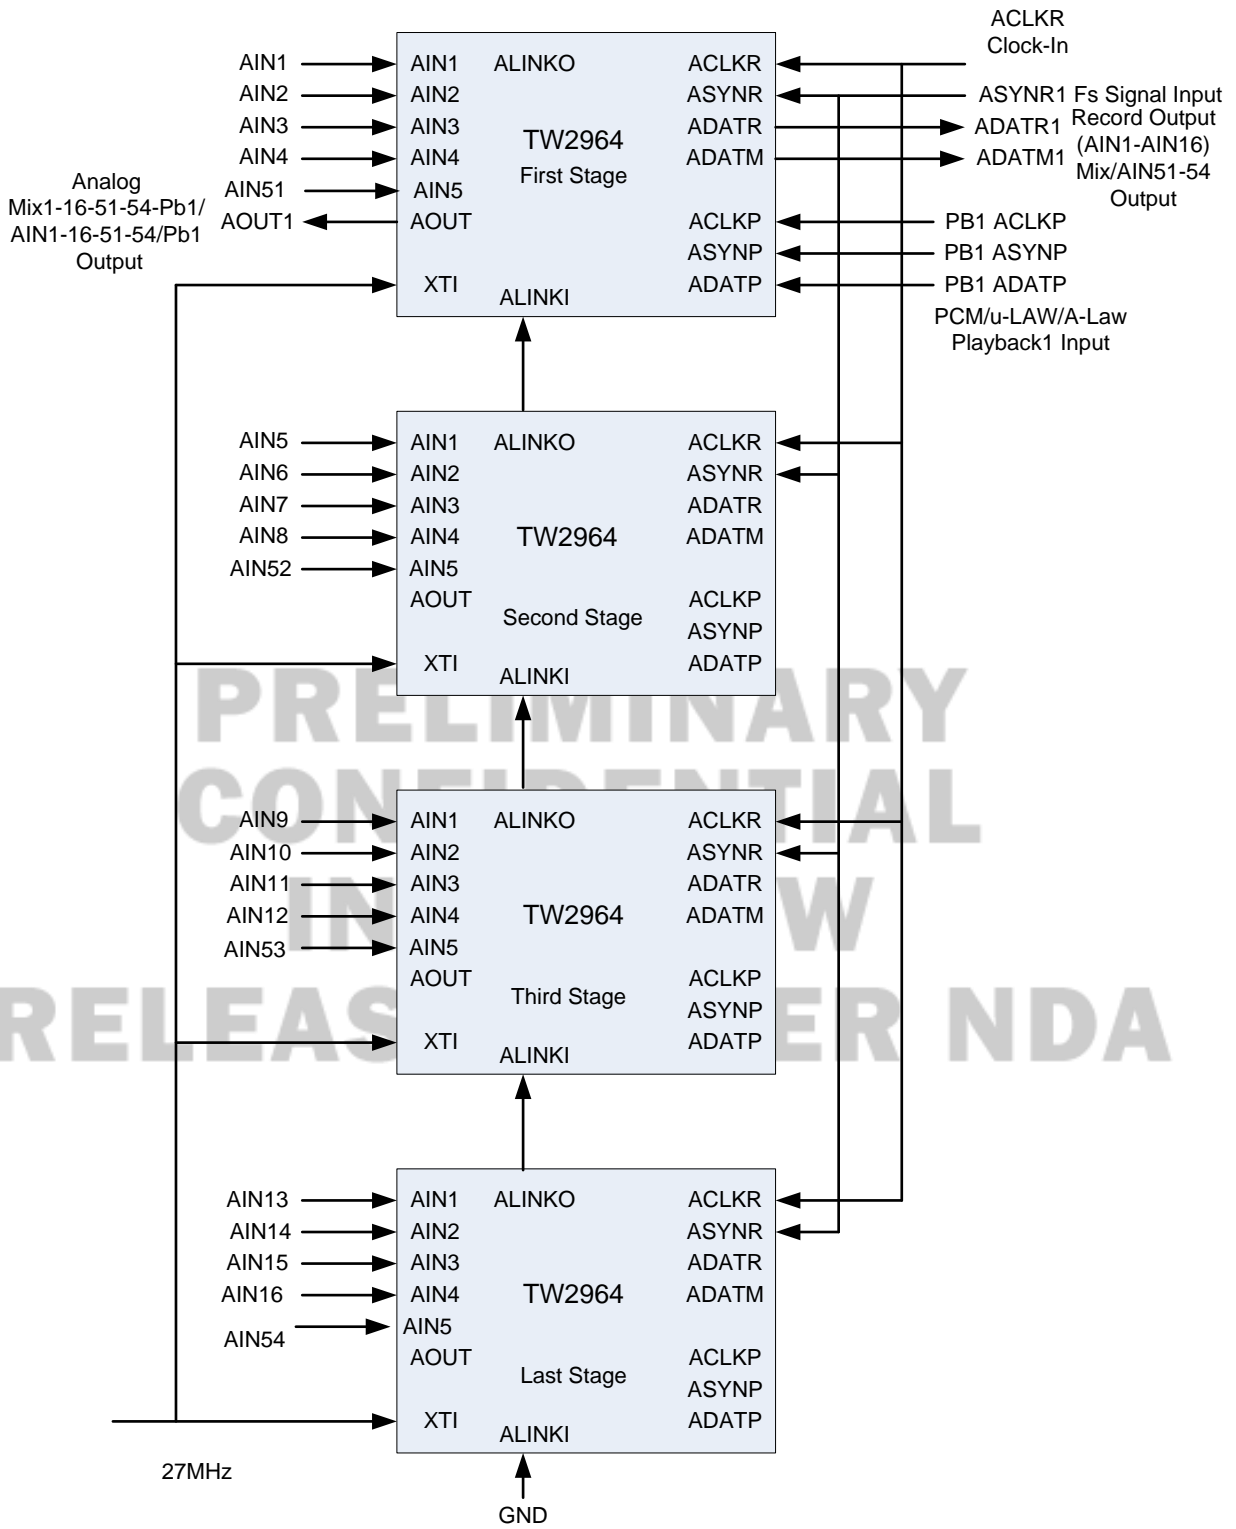 ACLKR
Clock-In
AIN1 AIN1 ALINKO ACLKR
AIN2 AIN2 ASYNR ASYNR1 Fs Signal Input
AIN3 AIN3 TW2964 ADATR ADATR1 Record Output
(AIN1-AIN16)
AIN4 AIN4 First Stage ADATM ADATM1 Mix/AIN51-54
Output
Analog
Mix1-16-51-54-Pb1/
AIN1-16-51-54/Pb1
Output
AIN51 AIN5
AOUT1 AOUT ACLKP PB1 ACLKP
ASYNP PB1 ASYNP
XTI ALINKI ADATP PB1 ADATP
PCM/u-LAW/A-Law
Playback1 Input
AIN5 AIN1 ALINKO ACLKR
AIN6 AIN2 ASYNR
AIN7 AIN3 ADATR
AIN8 AIN4 TW2964 ADATM
AIN52 AIN5
AOUT Second Stage ACLKP
ASYNP
XTI ALINKI ADATP
PRELIMINARY
CONFIDENTIAL
AIN9 AIN1 ALINKO ACLKR
AIN10 AIN2 ASYNR
AIN11 AIN3 ADATR
AIN12 AIN4 TW2964 ADATM
AIN53 AIN5
AOUT Third Stage ACLKP
ASYNP
XTI ALINKI ADATP
NDA
AIN13 AIN1 ALINKO ACLKR
AIN14 AIN2 ASYNR
AIN15 AIN3 ADATR
AIN16 AIN4 TW2964 ADATM
AIN54 AIN5
AOUT Last Stage ACLKP
ASYNP
XTI ALINKI ADATP
27MHz
GND